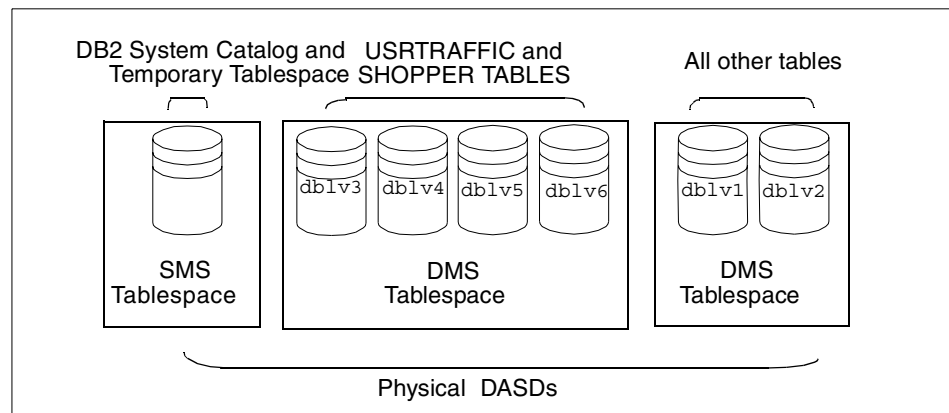 DB2 System Catalog and
Temporary Tablespace
USRTRAFFIC and
SHOPPER TABLES
All other tables
dblv3
dblv4
dblv5
dblv6
dblv1
dblv2
SMS
Tablespace
DMS
Tablespace
DMS
Tablespace
Physical DASDs